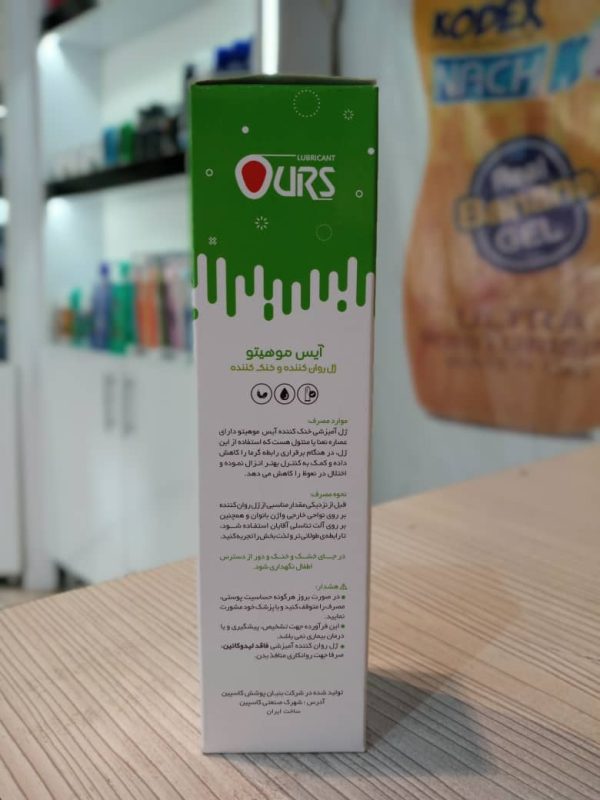 LUBRICANT
OURS
آیس موهیتو
ژل روان کننده و خنک کننده
موارد مصرف:
ژل آمیزشی خنک کننده آیس موهیتو دارای
عصاره نعنا یا منتول هست که استفاده از این
ژل، در هنگام برقراری رابطه گرما را کاهش
داده و کمک به کنترل بهتر انزال نموده و
اختلال در نعوظ را کاهش می دهد.
نحوه مصرف:
قبل از نزدیکی مقدار مناسبی از ژل روان کننده
بر روی نواحی خارجی واژن بانوان و همچنین
بر روی آلت تناسلی آقایان استفاده شود،
تا رابطه‌ی طولانی تر و لذت بخش را تجربه کنید.
در جـای خشک و خنک و دور از دسترس
اطفال نگهداری شود.
هشدار:
در صورت بروز هرگونه حساسیت پوستی،
مصرف را متوقف کنید و با پزشک خود مشورت
نمایید.
این فرآورده جهت تشخیص، پیشگیری و یا
درمان بیماری نمی باشد.
ژل روان کننده آمیزشی فاقد لیدوکائین،
صرفا جهت روانکاری منافذ بدن.
تولید شده در شرکت بنیان پوشش کاسپین
آدرس : شهرک صنعتی کاسپین
ساخت ایران
KODEX
NACH
Real
Banana
GEL
ULTRA